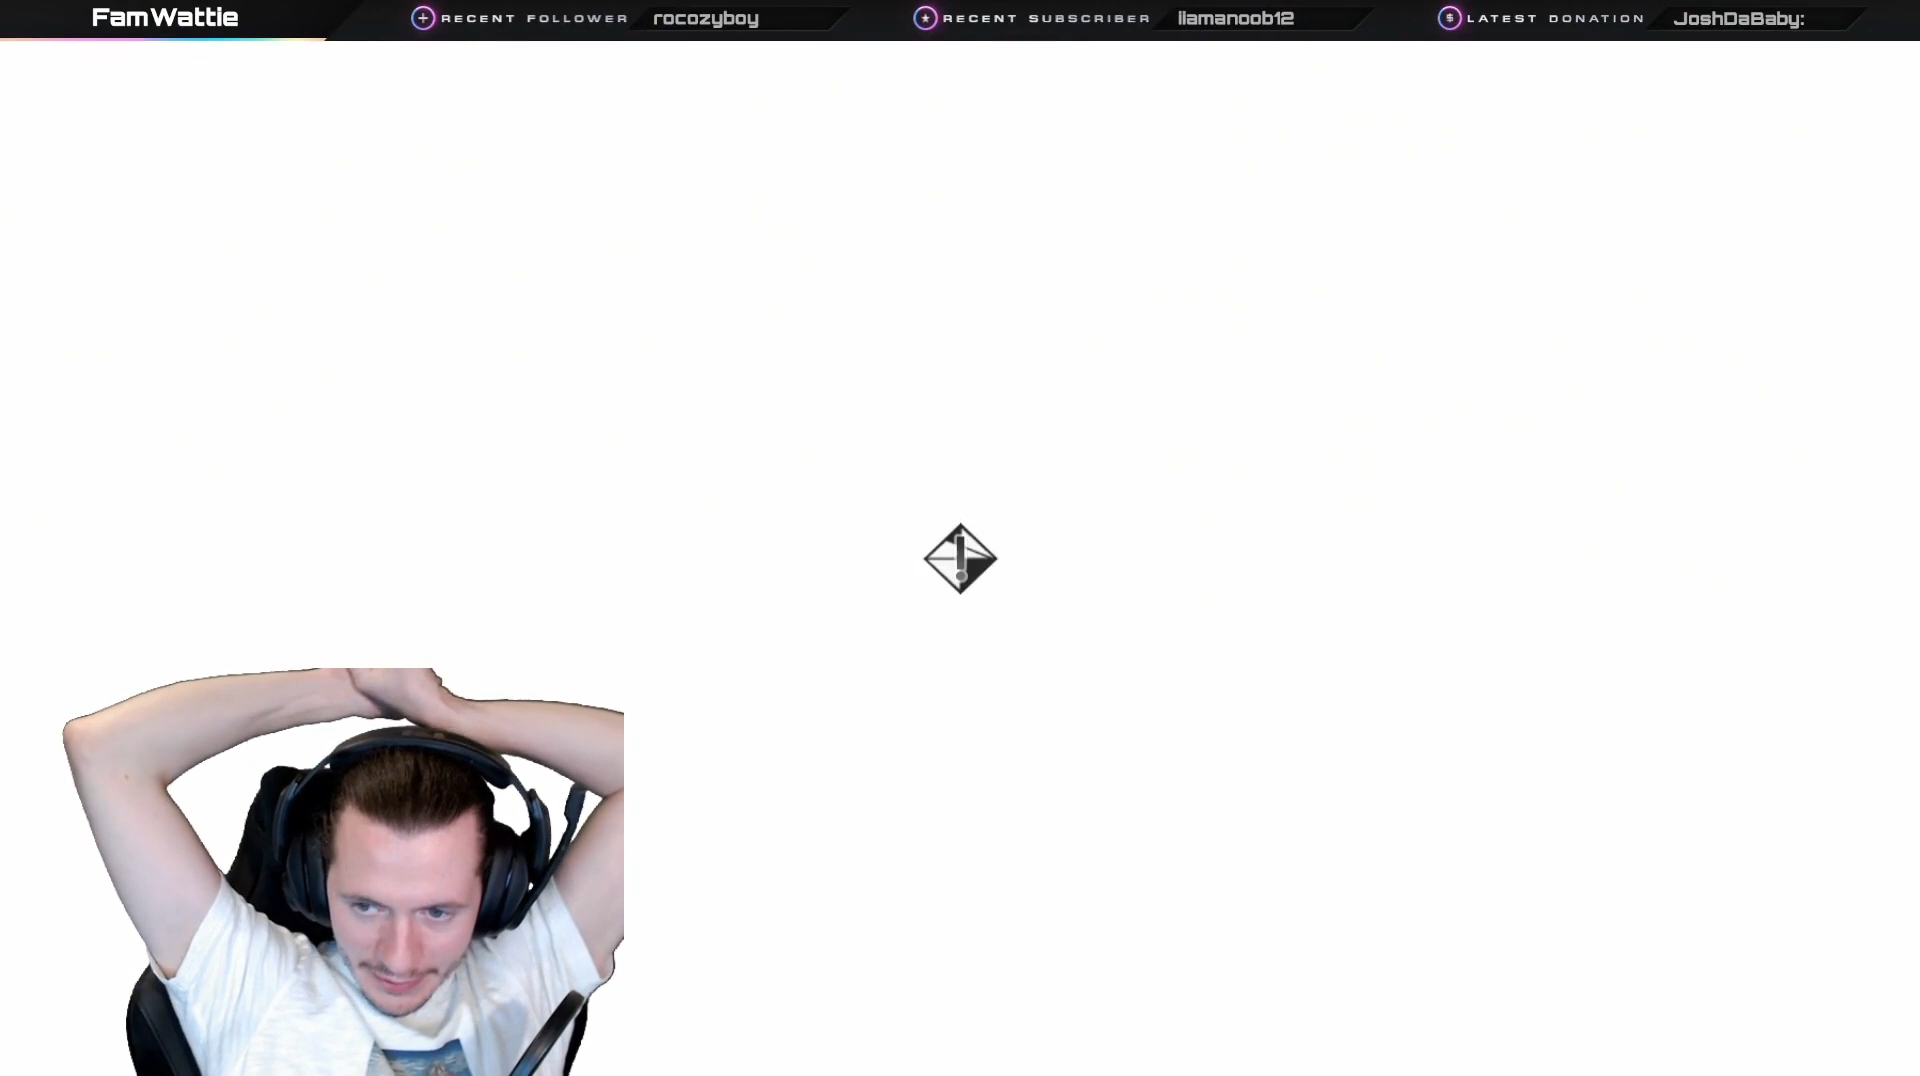 FamWattie
RECENT FOLLOWER rocozyboy
RECENT SUBSCRIBER llamanoob12
LATEST DONATION JoshDaBaby: